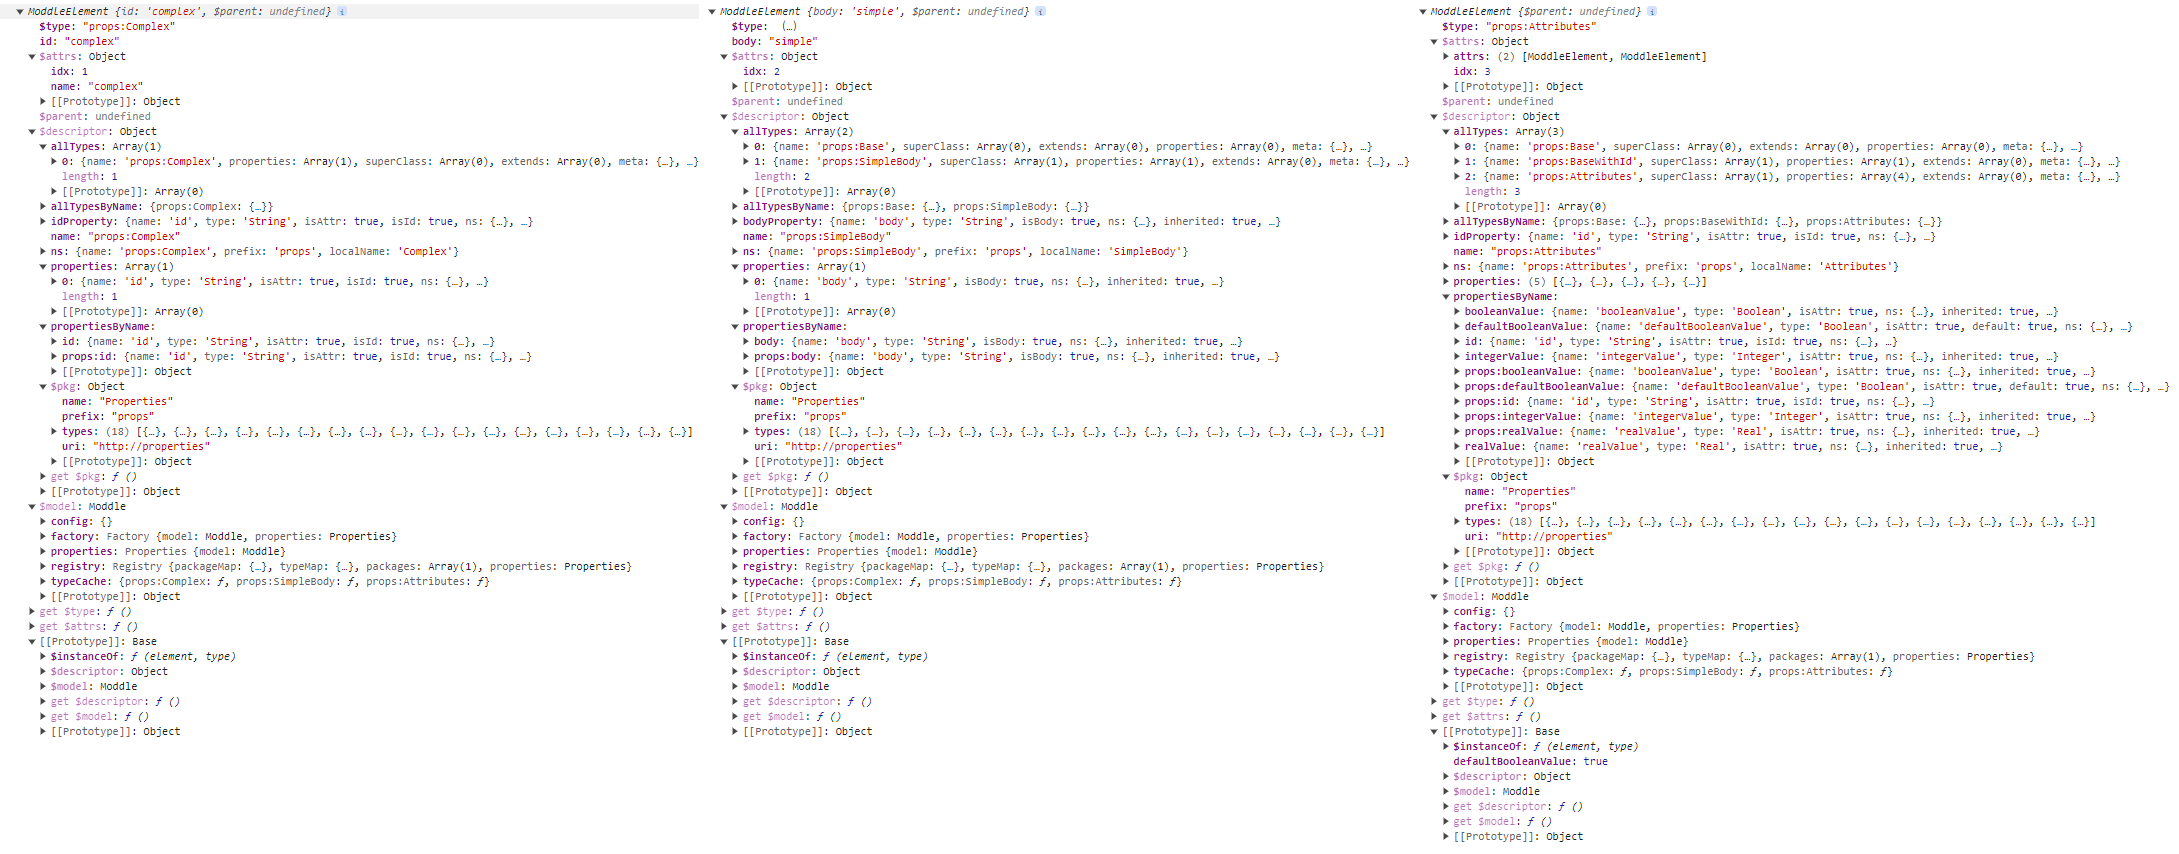 ▼ ModdleElement {id: 'complex', $parent: undefined} i
$type: "props:Complex"
id: "complex"
▼ $attrs: Object
idx: 1
name: "complex"
▶ [[Prototype]]: Object
$parent: undefined
▼ $descriptor: Object
▼ allTypes: Array(1)
▶ 0: {name: 'props:Complex', properties: Array(1), superClass: Array(0), extends: Array(0), meta: {…}, …}
length: 1
▶ [[Prototype]]: Array(0)
▶ allTypesByName: {props:Complex: {…}}
▶ idProperty: {name: 'id', type: 'String', isAttr: true, isId: true, ns: {…}, …}
name: "props:Complex"
▶ ns: {name: 'props:Complex', prefix: 'props', localName: 'Complex'}
▼ properties: Array(1)
▶ 0: {name: 'id', type: 'String', isAttr: true, isId: true, ns: {…}, …}
length: 1
▶ [[Prototype]]: Array(0)
▼ propertiesByName:
▶ id: {name: 'id', type: 'String', isAttr: true, isId: true, ns: {…}, …}
▶ props:id: {name: 'id', type: 'String', isAttr: true, isId: true, ns: {…}, …}
▶ [[Prototype]]: Object
▼ $pkg: Object
name: "Properties"
prefix: "props"
▶ types: (18) [{…}, {…}, {…}, {…}, {…}, {…}, {…}, {…}, {…}, {…}, {…}, {…}, {…}, {…}, {…}, {…}, {…}, {…}]
uri: "http://properties"
▶ [[Prototype]]: Object
▶ get $pkg: ƒ ()
▶ [[Prototype]]: Object
▼ $model: Moddle
▶ config: {}
▶ factory: Factory {model: Moddle, properties: Properties}
▶ properties: Properties {model: Moddle}
▶ registry: Registry {packageMap: {…}, typeMap: {…}, packages: Array(1), properties: Properties}
▶ typeCache: {props:Complex: ƒ, props:SimpleBody: ƒ, props:Attributes: ƒ}
▶ [[Prototype]]: Object
▶ get $type: ƒ ()
▶ get $attrs: ƒ ()
▼ [[Prototype]]: Base
▶ $instanceOf: ƒ (element, type)
▶ $descriptor: Object
▶ $model: Moddle
▶ get $descriptor: ƒ ()
▶ get $model: ƒ ()
▶ [[Prototype]]: Object
▼ ModdleElement {body: 'simple', $parent: undefined} i
$type: (…)
body: "simple"
▼ $attrs: Object
idx: 2
▶ [[Prototype]]: Object
$parent: undefined
▼ $descriptor: Object
▼ allTypes: Array(2)
▶ 0: {name: 'props:Base', superClass: Array(0), extends: Array(0), properties: Array(0), meta: {…}, …}
▶ 1: {name: 'props:SimpleBody', superClass: Array(1), properties: Array(1), extends: Array(0), meta: {…}, …}
length: 2
▶ [[Prototype]]: Array(0)
▶ allTypesByName: {props:Base: {…}, props:SimpleBody: {…}}
▶ bodyProperty: {name: 'body', type: 'String', isBody: true, ns: {…}, inherited: true, …}
name: "props:SimpleBody"
▶ ns: {name: 'props:SimpleBody', prefix: 'props', localName: 'SimpleBody'}
▼ properties: Array(1)
▶ 0: {name: 'body', type: 'String', isBody: true, ns: {…}, inherited: true, …}
length: 1
▶ [[Prototype]]: Array(0)
▼ propertiesByName:
▶ body: {name: 'body', type: 'String', isBody: true, ns: {…}, inherited: true, …}
▶ props:body: {name: 'body', type: 'String', isBody: true, ns: {…}, inherited: true, …}
▶ [[Prototype]]: Object
▼ $pkg: Object
name: "Properties"
prefix: "props"
▶ types: (18) [{…}, {…}, {…}, {…}, {…}, {…}, {…}, {…}, {…}, {…}, {…}, {…}, {…}, {…}, {…}, {…}, {…}, {…}]
uri: "http://properties"
▶ [[Prototype]]: Object
▶ get $pkg: ƒ ()
▶ [[Prototype]]: Object
▼ $model: Moddle
▶ config: {}
▶ factory: Factory {model: Moddle, properties: Properties}
▶ properties: Properties {model: Moddle}
▶ registry: Registry {packageMap: {…}, typeMap: {…}, packages: Array(1), properties: Properties}
▶ typeCache: {props:Complex: ƒ, props:SimpleBody: ƒ, props:Attributes: ƒ}
▶ [[Prototype]]: Object
▶ get $type: ƒ ()
▶ get $attrs: ƒ ()
▼ [[Prototype]]: Base
▶ $instanceOf: ƒ (element, type)
▶ $descriptor: Object
▶ $model: Moddle
▶ get $descriptor: ƒ ()
▶ get $model: ƒ ()
▶ [[Prototype]]: Object
▼ ModdleElement {$parent: undefined} i
$type: "props:Attributes"
▼ $attrs: Object
▶ attrs: (2) [ModdleElement, ModdleElement]
idx: 3
▶ [[Prototype]]: Object
$parent: undefined
▼ $descriptor: Object
▼ allTypes: Array(3)
▶ 0: {name: 'props:Base', superClass: Array(0), extends: Array(0), properties: Array(0), meta: {…}, …}
▶ 1: {name: 'props:BaseWithId', superClass: Array(1), properties: Array(1), extends: Array(0), meta: {…}, …}
▶ 2: {name: 'props:Attributes', superClass: Array(1), properties: Array(4), extends: Array(0), meta: {…}, …}
length: 3
▶ [[Prototype]]: Array(0)
▶ allTypesByName: {props:Base: {…}, props:BaseWithId: {…}, props:Attributes: {…}}
▶ idProperty: {name: 'id', type: 'String', isAttr: true, isId: true, ns: {…}, …}
name: "props:Attributes"
▶ ns: {name: 'props:Attributes', prefix: 'props', localName: 'Attributes'}
▶ properties: (5) [{…}, {…}, {…}, {…}, {…}]
▼ propertiesByName:
▶ booleanValue: {name: 'booleanValue', type: 'Boolean', isAttr: true, ns: {…}, inherited: true, …}
▶ defaultBooleanValue: {name: 'defaultBooleanValue', type: 'Boolean', isAttr: true, default: true, ns: {…}, …}
▶ id: {name: 'id', type: 'String', isAttr: true, isId: true, ns: {…}, …}
▶ integerValue: {name: 'integerValue', type: 'Integer', isAttr: true, ns: {…}, inherited: true, …}
▶ props:booleanValue: {name: 'booleanValue', type: 'Boolean', isAttr: true, ns: {…}, inherited: true, …}
▶ props:defaultBooleanValue: {name: 'defaultBooleanValue', type: 'Boolean', isAttr: true, default: true, ns: {…}, …}
▶ props:id: {name: 'id', type: 'String', isAttr: true, isId: true, ns: {…}, …}
▶ props:integerValue: {name: 'integerValue', type: 'Integer', isAttr: true, ns: {…}, inherited: true, …}
▶ props:realValue: {name: 'realValue', type: 'Real', isAttr: true, ns: {…}, inherited: true, …}
▶ realValue: {name: 'realValue', type: 'Real', isAttr: true, ns: {…}, inherited: true, …}
▶ [[Prototype]]: Object
▼ $pkg: Object
name: "Properties"
prefix: "props"
▶ types: (18) [{…}, {…}, {…}, {…}, {…}, {…}, {…}, {…}, {…}, {…}, {…}, {…}, {…}, {…}, {…}, {…}, {…}, {…}]
uri: "http://properties"
▶ [[Prototype]]: Object
▶ get $pkg: ƒ ()
▶ [[Prototype]]: Object
▼ $model: Moddle
▶ config: {}
▶ factory: Factory {model: Moddle, properties: Properties}
▶ properties: Properties {model: Moddle}
▶ registry: Registry {packageMap: {…}, typeMap: {…}, packages: Array(1), properties: Properties}
▶ typeCache: {props:Complex: ƒ, props:SimpleBody: ƒ, props:Attributes: ƒ}
▶ [[Prototype]]: Object
▶ get $type: ƒ ()
▶ get $attrs: ƒ ()
▼ [[Prototype]]: Base
▶ $instanceOf: ƒ (element, type)
defaultBooleanValue: true
▶ $descriptor: Object
▶ $model: Moddle
▶ get $descriptor: ƒ ()
▶ get $model: ƒ ()
▶ [[Prototype]]: Object